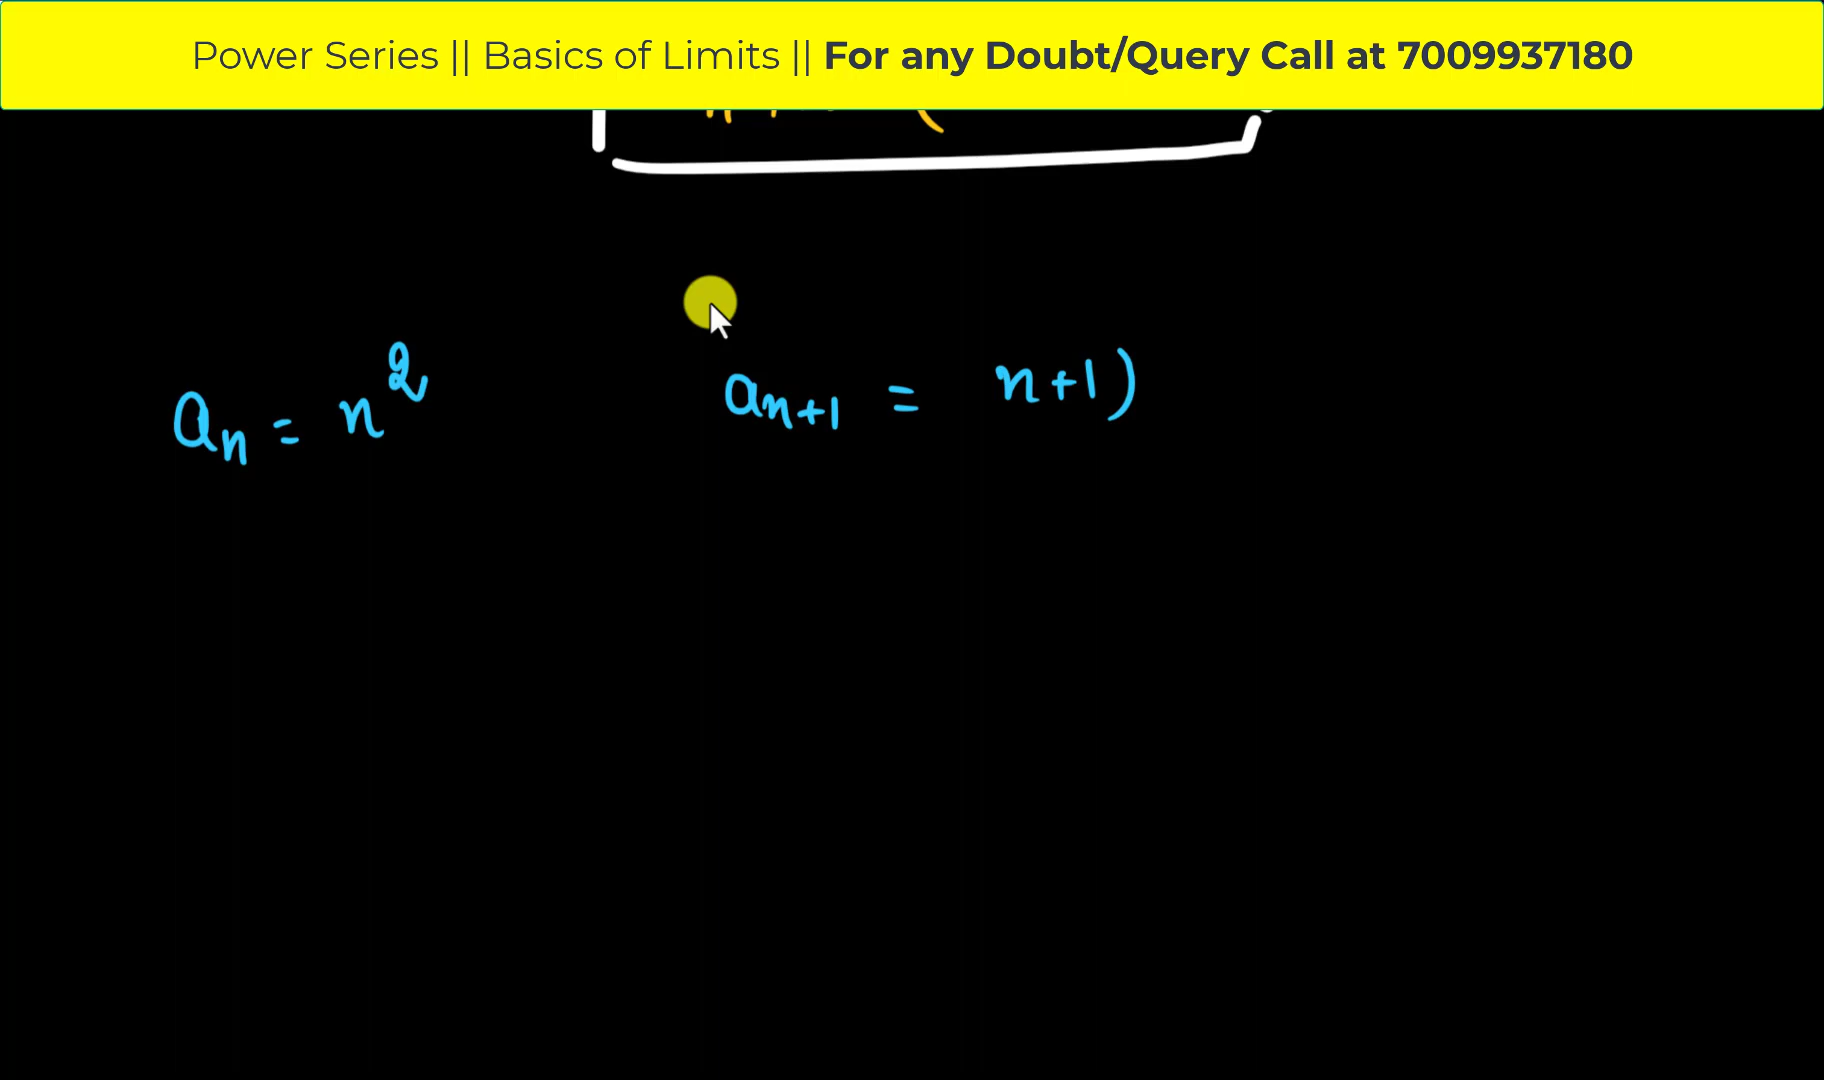 Power Series || Basics of Limits || For any Doubt/Query Call at 7009937180
aₙ = n² aₙ₊₁ = n+1)